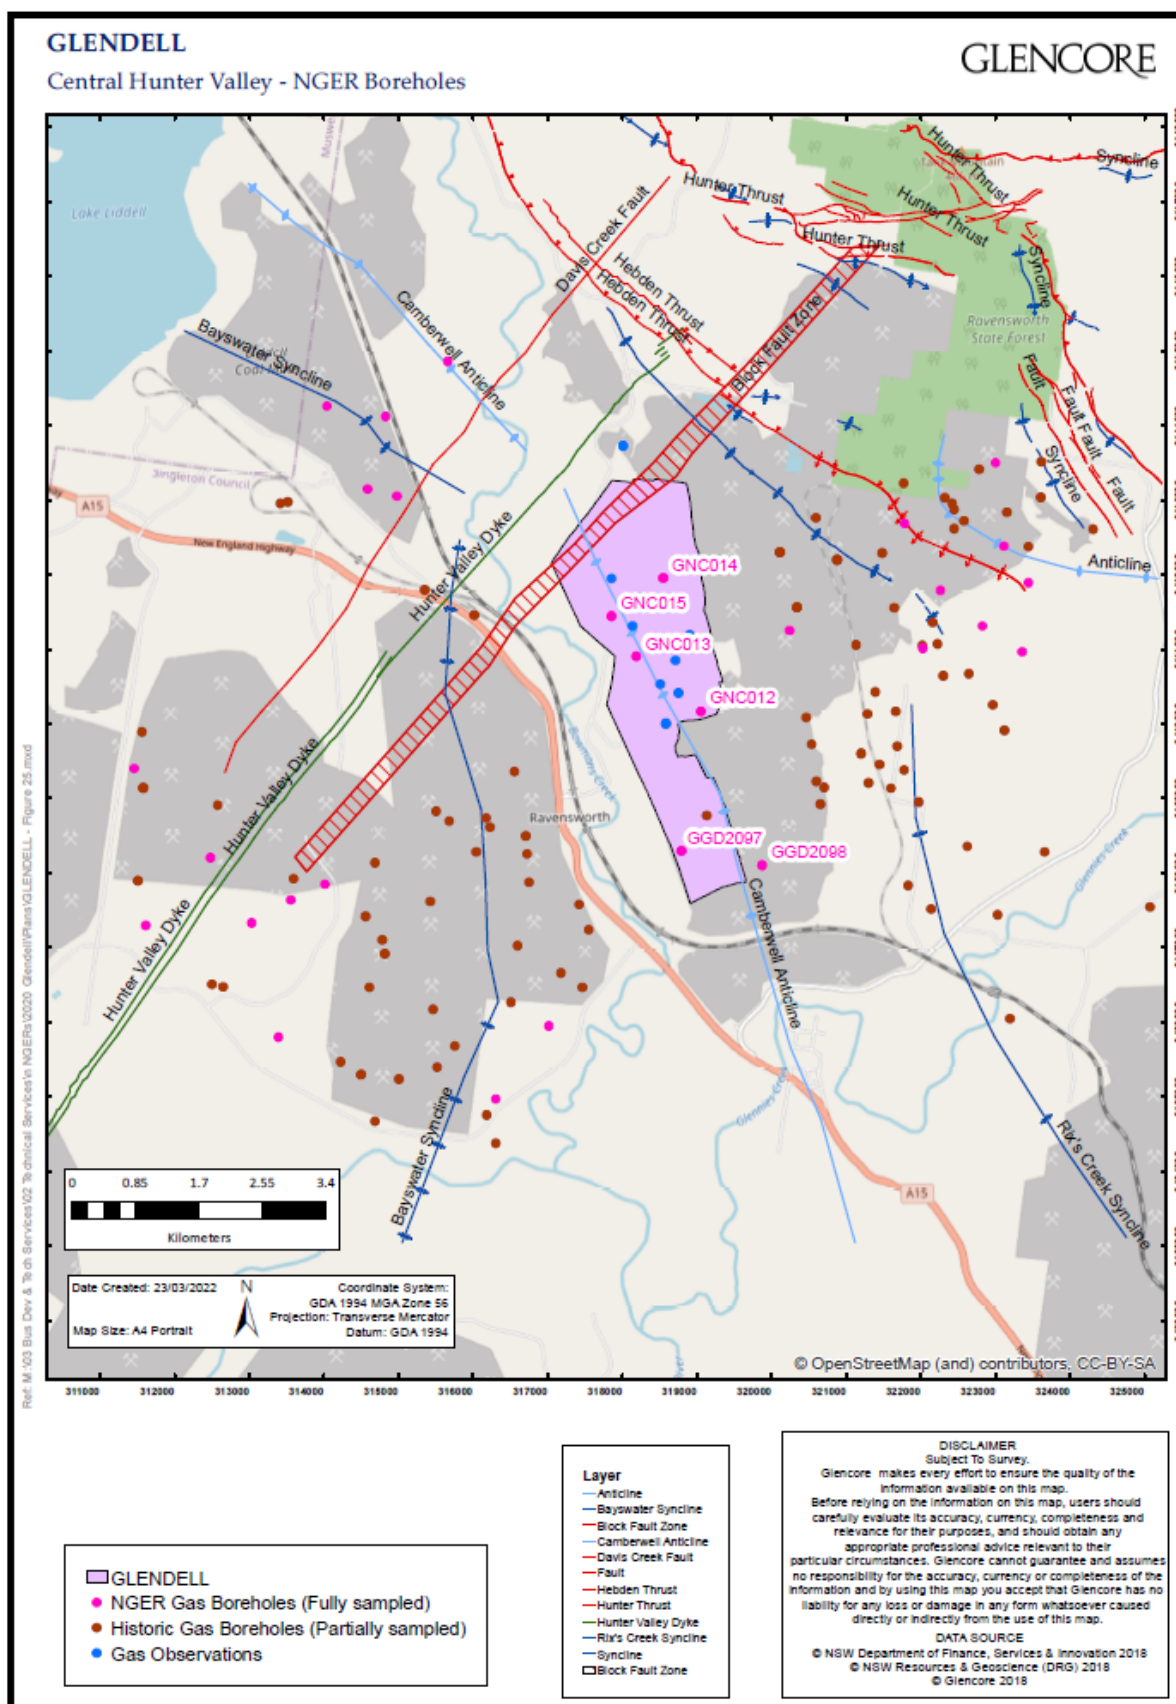 GLENDELL
Central Hunter Valley - NGER Boreholes
GLENCORE
Lake Liddell
Hunter Thrust
Syncline
Hunter Thrust
Hunter Thrust
Hunter Thrust
Davis Creek Fault
Hebden Thrust
Hebden Thrust
Syncline
Block Fault Zone
Ravensworth
State Forest
Camberwell Anticline
Bayswater Syncline
Fault
Fault
Fault
Syncline
Fault
Singleton Council
A15
New England Highway
Hunter Valley Dyke
Anticline
GNC014
GNC015
GNC013
GNC012
Hunter Valley Dyke
Bowmans Creek
Ravensworth
GGD2097
GGD2098
Glennies Creek
Camberwell Anticline
Hunter Valley Dyke
Glennies Creek
Bayswater Syncline
Rix's Creek Syncline
A15
0 0.85 1.7 2.55 3.4
Kilometers
Date Created: 23/03/2022
Map Size: A4 Portrait
N
Coordinate System:
GDA 1994 MGA Zone 56
Projection: Transverse Mercator
Datum: GDA 1994
© OpenStreetMap (and) contributors, CC-BY-SA
311000 312000 313000 314000 315000 316000 317000 318000 319000 320000 321000 322000 323000 324000 325000
Layer
Anticline
Bayswater Syncline
Block Fault Zone
Camberwell Anticline
Davis Creek Fault
Fault
Hebden Thrust
Hunter Thrust
Hunter Valley Dyke
Rix's Creek Syncline
Syncline
Block Fault Zone
GLENDELL
NGER Gas Boreholes (Fully sampled)
Historic Gas Boreholes (Partially sampled)
Gas Observations
DISCLAIMER
Subject To Survey.
Glencore makes every effort to ensure the quality of the
information available on this map.
Before relying on the information on this map, users should
carefully evaluate its accuracy, currency, completeness and
relevance for their purposes, and should obtain any
appropriate professional advice relevant to their
particular circumstances. Glencore cannot guarantee and assumes
no responsibility for the accuracy, currency or completeness of the
information and by using this map you accept that Glencore has no
liability for any loss or damage in any form whatsoever caused
directly or indirectly from the use of this map.
DATA SOURCE
© NSW Department of Finance, Services & Innovation 2018
© NSW Resources & Geoscience (DRG) 2018
© Glencore 2018